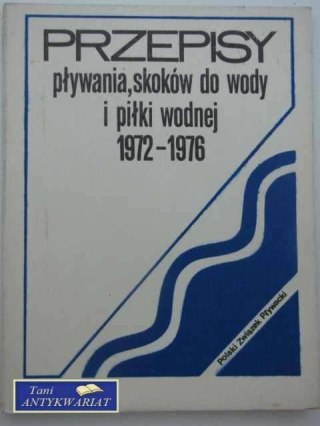 PRZEPISY
pływania, skoków do wody
i piłki wodnej
1972-1976
Polski Związek Pływacki
Tani
ANTYKWARIAT